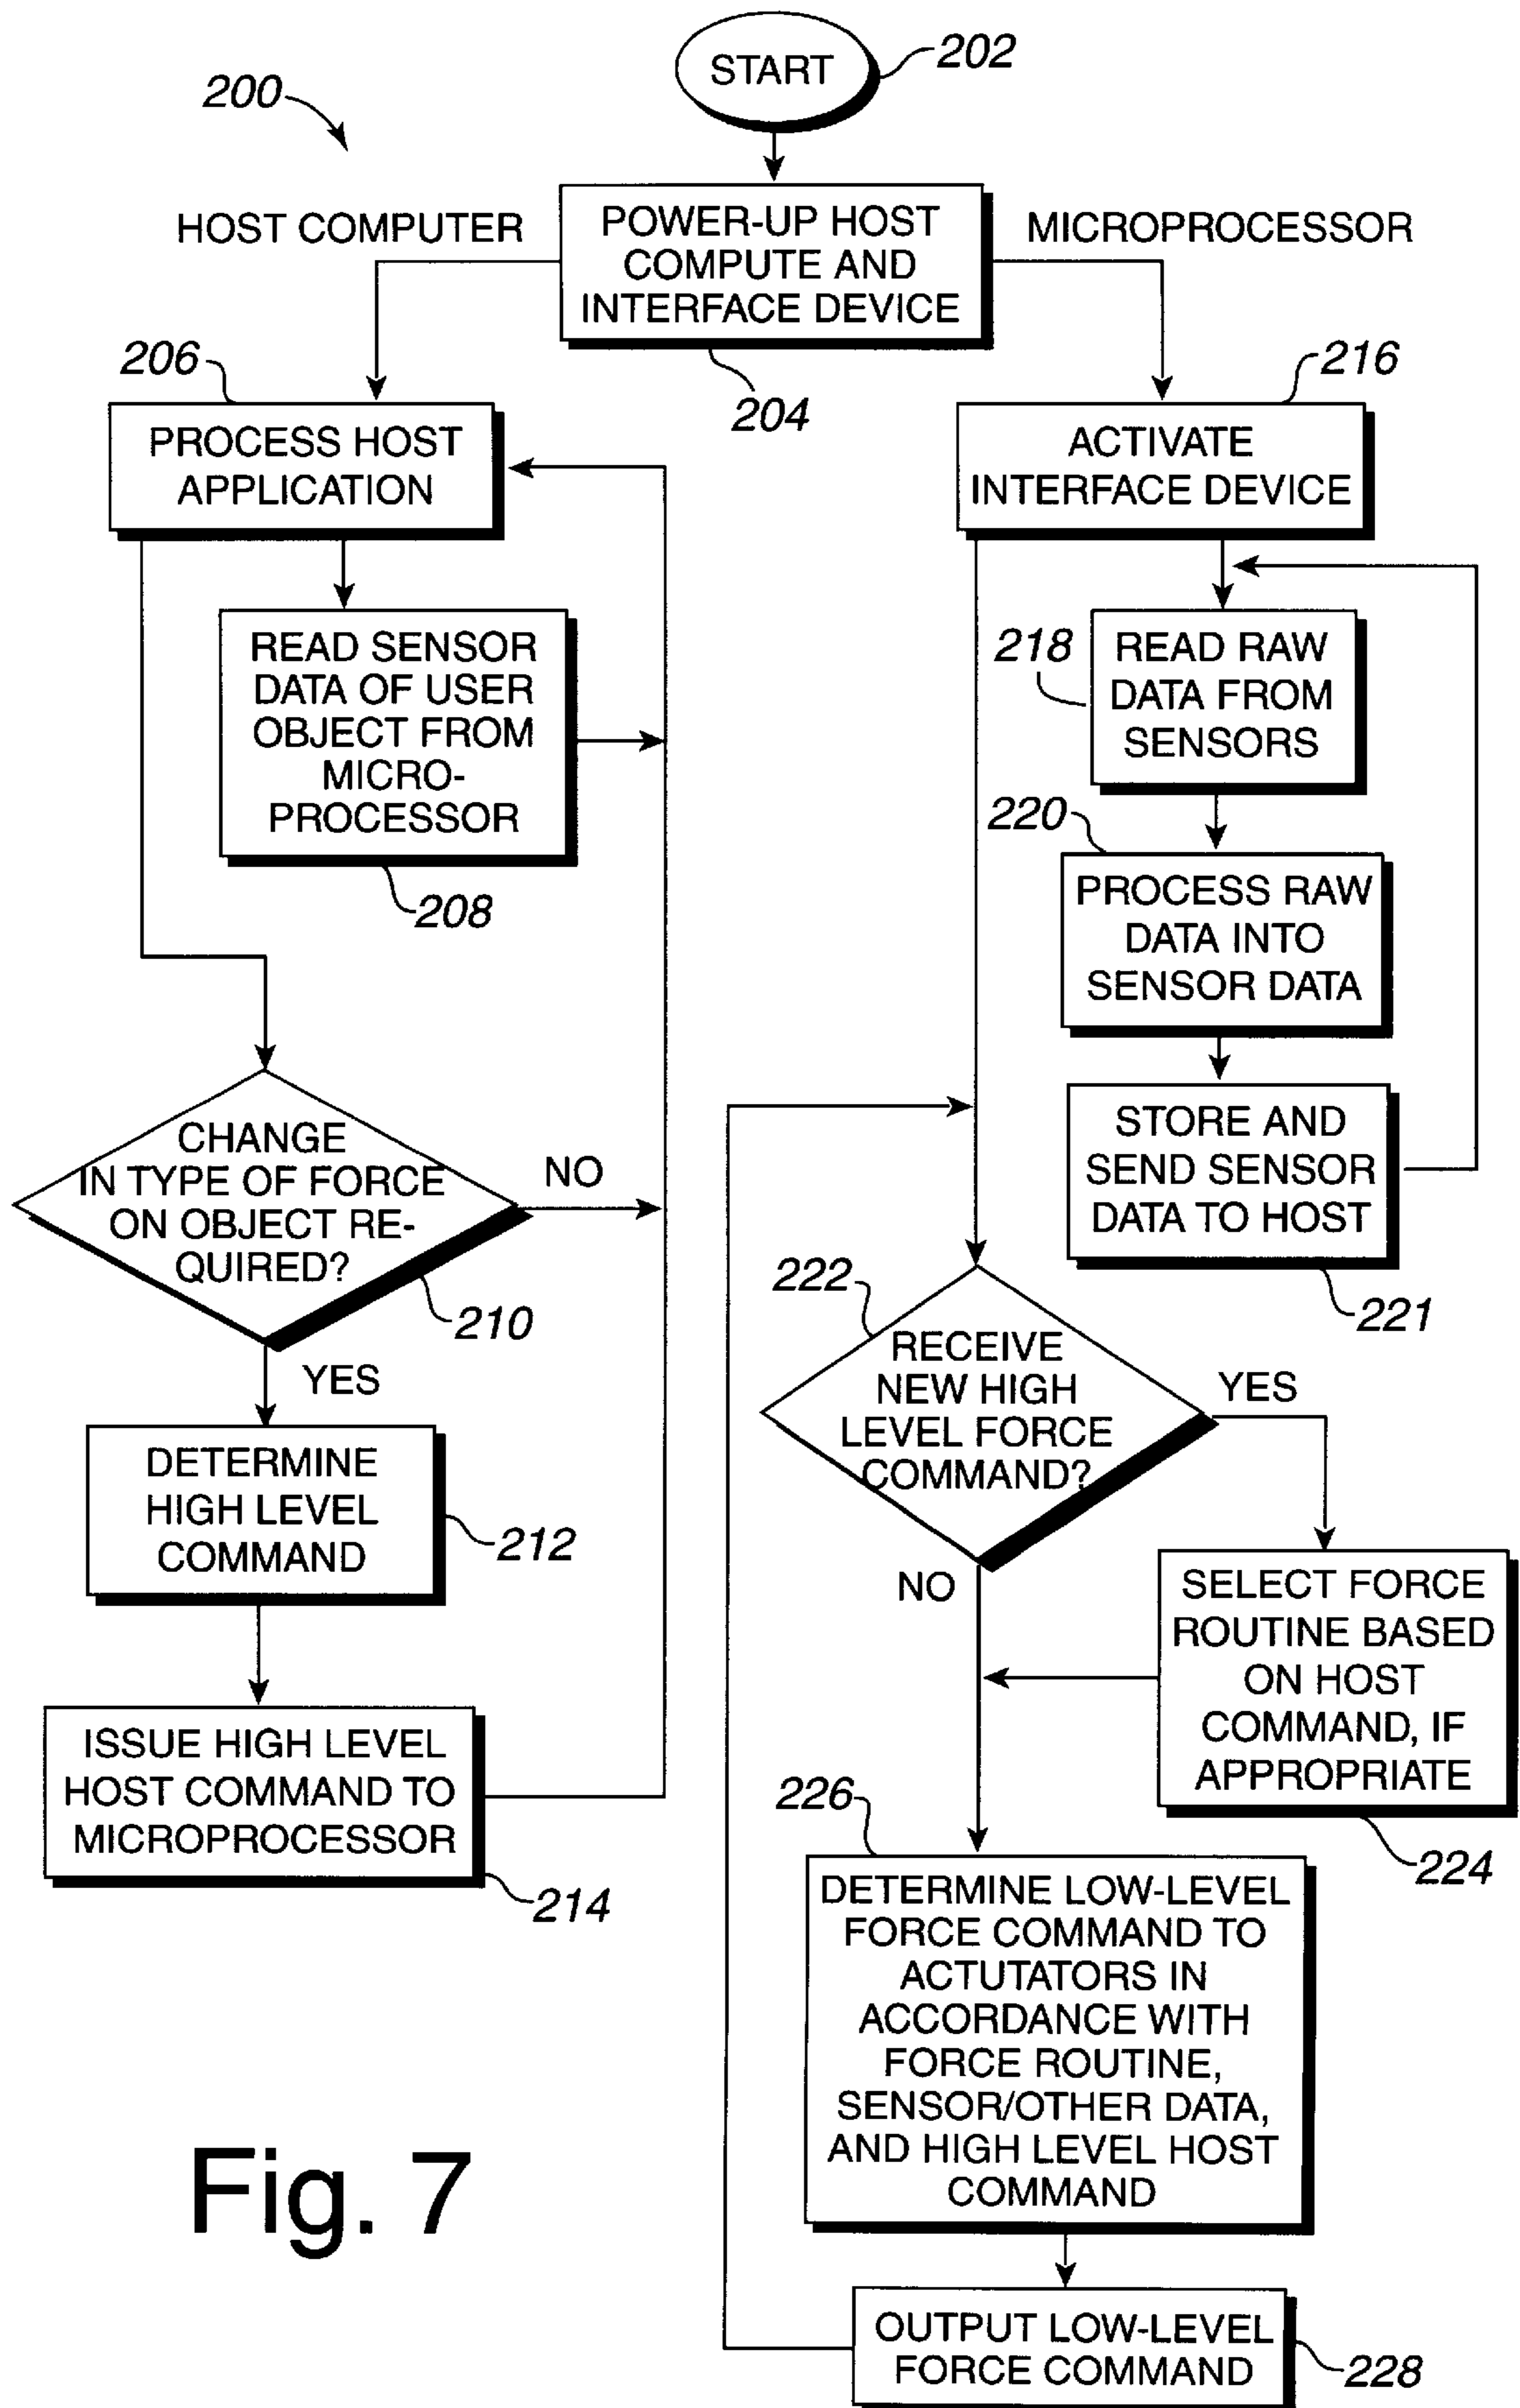 START
202
200
HOST COMPUTER
POWER-UP HOST
COMPUTE AND
INTERFACE DEVICE
MICROPROCESSOR
204
206
PROCESS HOST
APPLICATION
216
ACTIVATE
INTERFACE DEVICE
READ SENSOR
DATA OF USER
OBJECT FROM
MICRO-
PROCESSOR
208
218
READ RAW
DATA FROM
SENSORS
220
PROCESS RAW
DATA INTO
SENSOR DATA
STORE AND
SEND SENSOR
DATA TO HOST
221
CHANGE
IN TYPE OF FORCE
ON OBJECT RE-
QUIRED?
NO
210
YES
222
RECEIVE
NEW HIGH
LEVEL FORCE
COMMAND?
YES
NO
DETERMINE
HIGH LEVEL
COMMAND
212
SELECT FORCE
ROUTINE BASED
ON HOST
COMMAND, IF
APPROPRIATE
224
ISSUE HIGH LEVEL
HOST COMMAND TO
MICROPROCESSOR
214
226
DETERMINE LOW-LEVEL
FORCE COMMAND TO
ACTUTATORS IN
ACCORDANCE WITH
FORCE ROUTINE,
SENSOR/OTHER DATA,
AND HIGH LEVEL HOST
COMMAND
OUTPUT LOW-LEVEL
FORCE COMMAND
228
Fig. 7